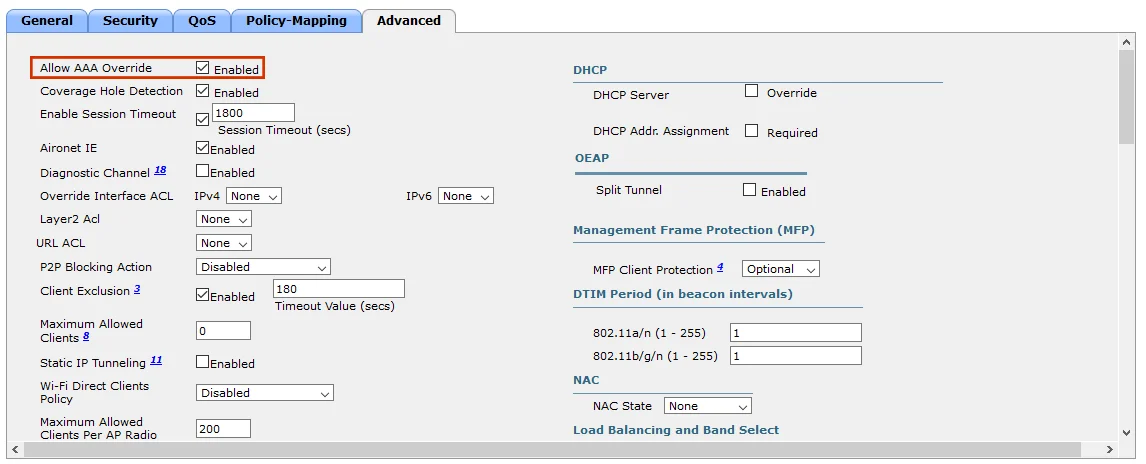 General Security QoS Policy-Mapping Advanced
Allow AAA Override Enabled
Coverage Hole Detection Enabled
Enable Session Timeout 1800
Session Timeout (secs)
Aironet IE Enabled
Diagnostic Channel 18 Enabled
Override Interface ACL IPv4 None IPv6 None
Layer2 Acl None
URL ACL None
P2P Blocking Action Disabled
Client Exclusion 3 Enabled 180
Timeout Value (secs)
Maximum Allowed
Clients 8 0
Static IP Tunneling 11 Enabled
Wi-Fi Direct Clients
Policy Disabled
Maximum Allowed
Clients Per AP Radio 200
DHCP
DHCP Server Override
DHCP Addr. Assignment Required
OEAP
Split Tunnel Enabled
Management Frame Protection (MFP)
MFP Client Protection 4 Optional
DTIM Period (in beacon intervals)
802.11a/n (1 - 255) 1
802.11b/g/n (1 - 255) 1
NAC
NAC State None
Load Balancing and Band Select